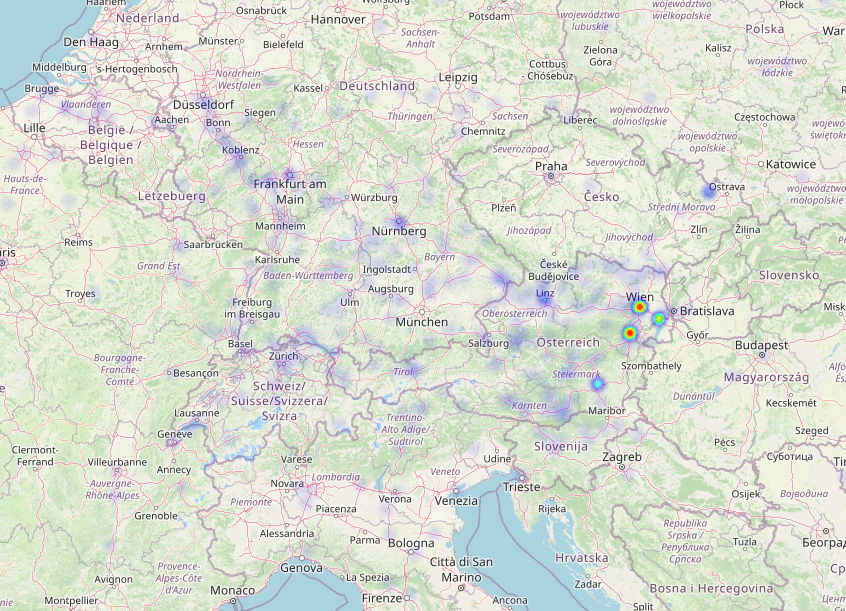 Haarlem
Nederland
Den Haag
Arnhem
Münster
Osnabrück
Hannover
Wolfsburg
Potsdam
województwo
lubuskie
województwo
wielkopolskie
Płock
Polska
War
Bielefeld
Sachsen-
Anhalt
Zielona
Góra
Kalisz
województwo
łódzkie
Middelburg
's-Hertogenbosch
Brugge
Vlaanderen
Düsseldorf
Nordrhein-
Westfalen
Kassel
Deutschland
Leipzig
Cottbus
- Chóśebuz
Lille
België /
Belgique /
Belgien
Aachen
Bonn
Siegen
Koblenz
Hessen
Thüringen
Sachsen
Chemnitz
Liberec
województwo
dolnośląskie
Częstochowa
województwo
opolskie
województwo
świętok
Hauts-de-
France
Lëtzebuerg
Frankfurt am
Main
Würzburg
Severozápad
Praha
Severovýchod
Katowice
województwo
małopolskie
Ostrava
Plzeň
Česko
Střední Morava
Reims
Saarbrücken
Mannheim
Nürnberg
Jihozápad
Jihovýchod
Zlín
Žilina
ris
Grand Est
Karlsruhe
Baden-Württemberg
Ingolstadt
Bayern
České
Budějovice
Slovensko
Troyes
Freiburg
im Breisgau
Ulm
Augsburg
Linz
Wien
Oberösterreich
München
Bratislava
Misk
Basel
Zürich
Salzburg
Österreich
Győr
Budapest
Bourgogne-
Franche-
Comté
Besançon
Schweiz/
Suisse/Svizzera/
Svizra
Tirol
Steiermark
Szombathely
Magyarország
Lausanne
Kärnten
Maribor
Dunántúl
Kecskemét
Genève
Trentino-
Alto Adige/
Südtirol
Slovenija
Pécs
Szeged
Clermont-
Ferrand
Villeurbanne
Annecy
Varese
Udine
Zagreb
Суботица
Auvergne-
Rhône-Alpes
Novara
Lombardia
Veneto
Trieste
Osijek
Војводина
Grenoble
Piemonte
Piacenza
Verona
Venezia
Rijeka
Republika
Srpska /
Република
Српска
Alessandria
Parma
Bologna
Tuzla
Београд
Genova
La Spezia
Città di San
Marino
Hrvatska
Avignon
Provence-
Alpes-Côte
d'Azur
Monaco
Firenze
Zadar
Bosna i Hercegovina
Montpellier
Ancona
Split